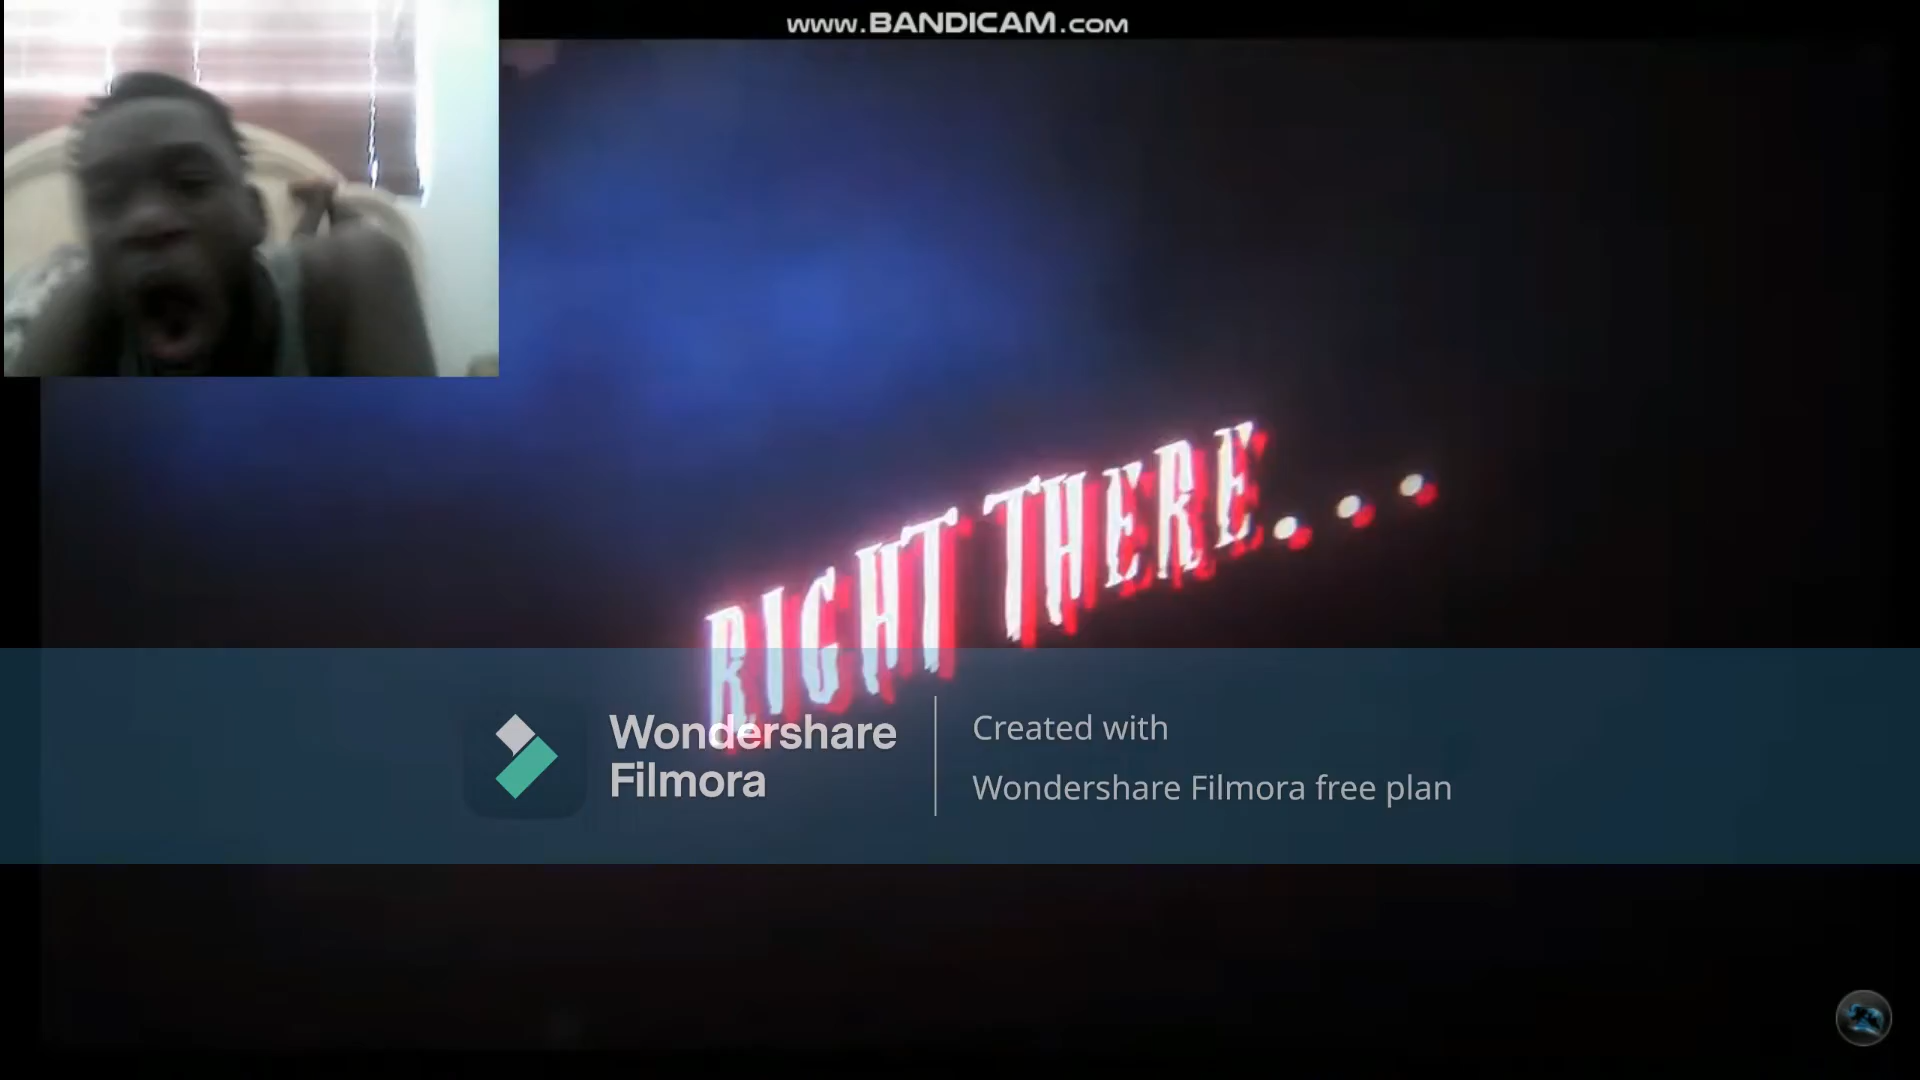 www.BANDICAM.COM
RIGHT THERE...
Wondershare
Filmora
Created with
Wondershare Filmora free plan